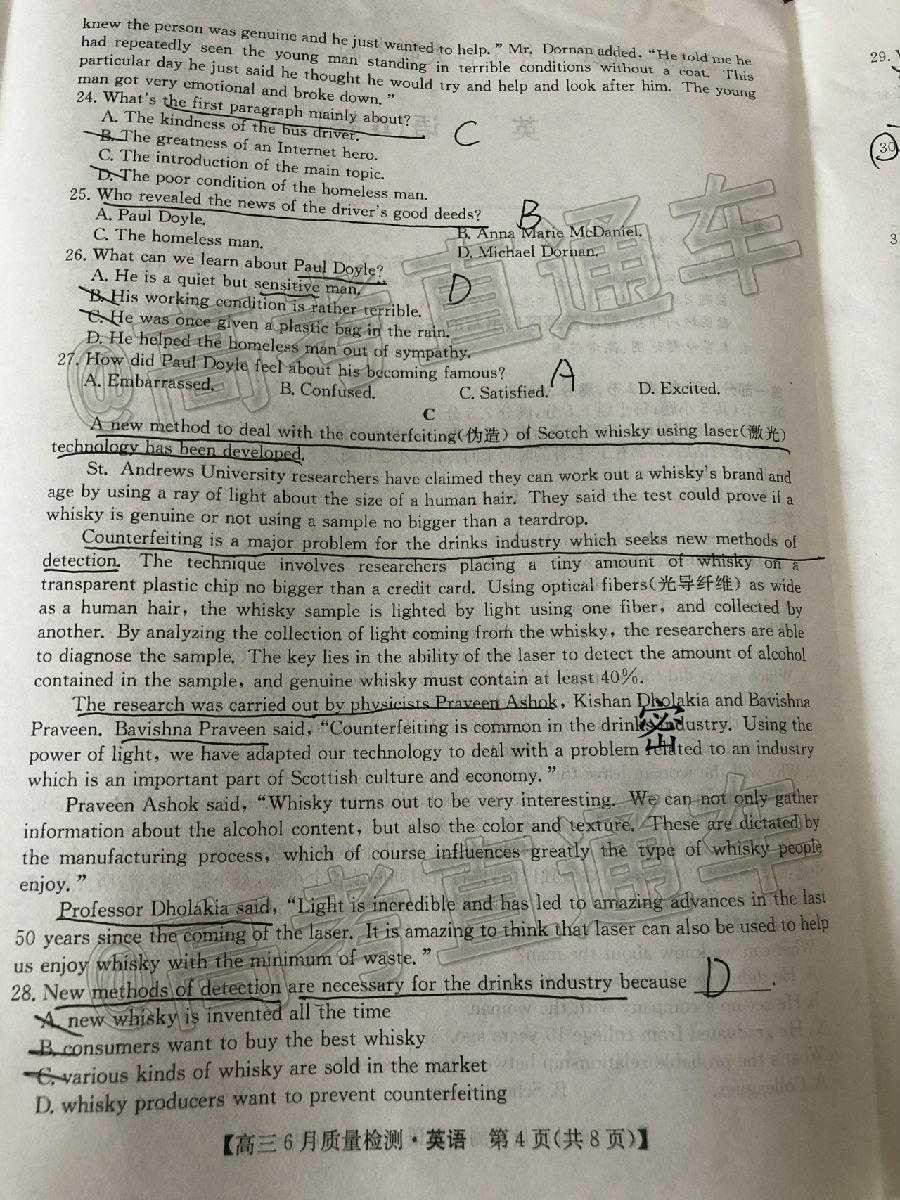 knew the person was genuine and he just wanted to help." Mr. Dornan added, "He told me he
had repeatedly seen the young man standing in terrible conditions without a coat. This
particular day he just said he thought he would try and help and look after him. The young
man got very emotional and broke down."
29.
24. What's the first paragraph mainly about?
C
A. The kindness of the bus driver.
B. The greatness of an Internet hero.
30
C. The introduction of the main topic.
D. The poor condition of the homeless man.
25. Who revealed the news of the driver's good deeds?
B
A. Paul Doyle. B. Anna Marie McDaniel.
C. The homeless man. D. Michael Dornan.
26. What can we learn about Paul Doyle?
D
A. He is a quiet but sensitive man.
B. His working condition is rather terrible.
C. He was once given a plastic bag in the rain.
D. He helped the homeless man out of sympathy.
27. How did Paul Doyle feel about his becoming famous?
A
A. Embarrassed. B. Confused. C. Satisfied. D. Excited.
C
A new method to deal with the counterfeiting(伪造) of Scotch whisky using laser(激光)
technology has been developed.
St. Andrews University researchers have claimed they can work out a whisky's brand and
age by using a ray of light about the size of a human hair. They said the test could prove if a
whisky is genuine or not using a sample no bigger than a teardrop.
Counterfeiting is a major problem for the drinks industry which seeks new methods of
detection. The technique involves researchers placing a tiny amount of whisky on a
transparent plastic chip no bigger than a credit card. Using optical fibers(光导纤维) as wide
as a human hair, the whisky sample is lighted by light using one fiber, and collected by
another. By analyzing the collection of light coming from the whisky, the researchers are able
to diagnose the sample. The key lies in the ability of the laser to detect the amount of alcohol
contained in the sample, and genuine whisky must contain at least 40%.
The research was carried out by physicists Praveen Ashok, Kishan Dholakia and Bavishna
Praveen. Bavishna Praveen said, "Counterfeiting is common in the drinks industry. Using the
power of light, we have adapted our technology to deal with a problem related to an industry
which is an important part of Scottish culture and economy."
密
Praveen Ashok said, "Whisky turns out to be very interesting. We can not only gather
information about the alcohol content, but also the color and texture. These are dictated by
the manufacturing process, which of course influences greatly the type of whisky people
enjoy."
Professor Dholakia said, "Light is incredible and has led to amazing advances in the last
50 years since the coming of the laser. It is amazing to think that laser can also be used to help
us enjoy whisky with the minimum of waste."
28. New methods of detection are necessary for the drinks industry because ______.
D
A. new whisky is invented all the time
B. consumers want to buy the best whisky
C. various kinds of whisky are sold in the market
D. whisky producers want to prevent counterfeiting
【高三6月质量检测·英语 第4页(共8页)】
@高考直通车
@高考直通车